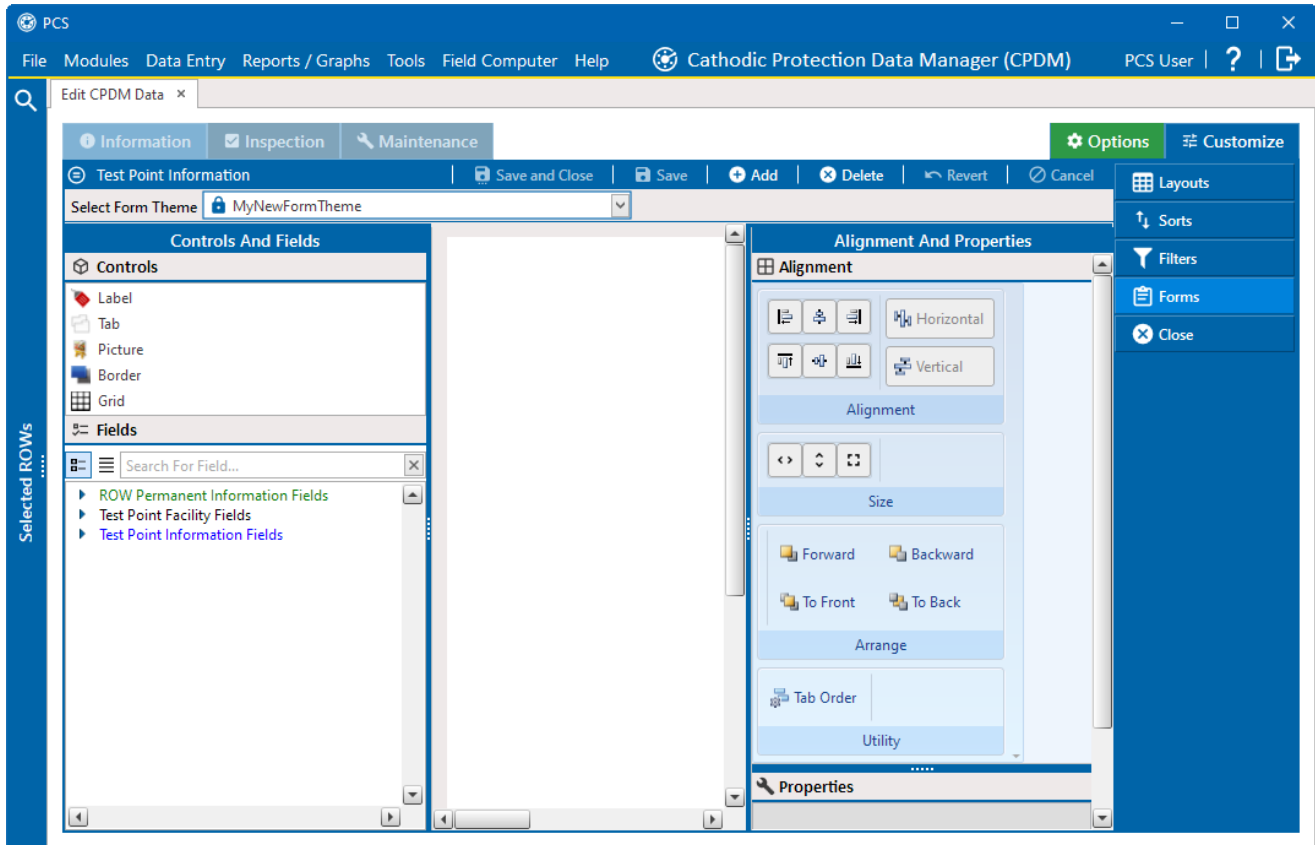 PCS
File Modules Data Entry Reports / Graphs Tools Field Computer Help Cathodic Protection Data Manager (CPDM) PCS User | ? |
Edit CPDM Data ×
Information Inspection Maintenance Options Customize
Test Point Information | Save and Close | Save | Add | Delete | Revert | Cancel
Select Form Theme MyNewFormTheme
Layouts
Sorts
Filters
Forms
Close
Controls And Fields
Controls
Label
Tab
Picture
Border
Grid
Fields
Search For Field...
ROW Permanent Information Fields
Test Point Facility Fields
Test Point Information Fields
Selected ROWs
Alignment And Properties
Alignment
Horizontal
Vertical
Alignment
Size
Forward Backward
To Front To Back
Arrange
Tab Order
Utility
Properties